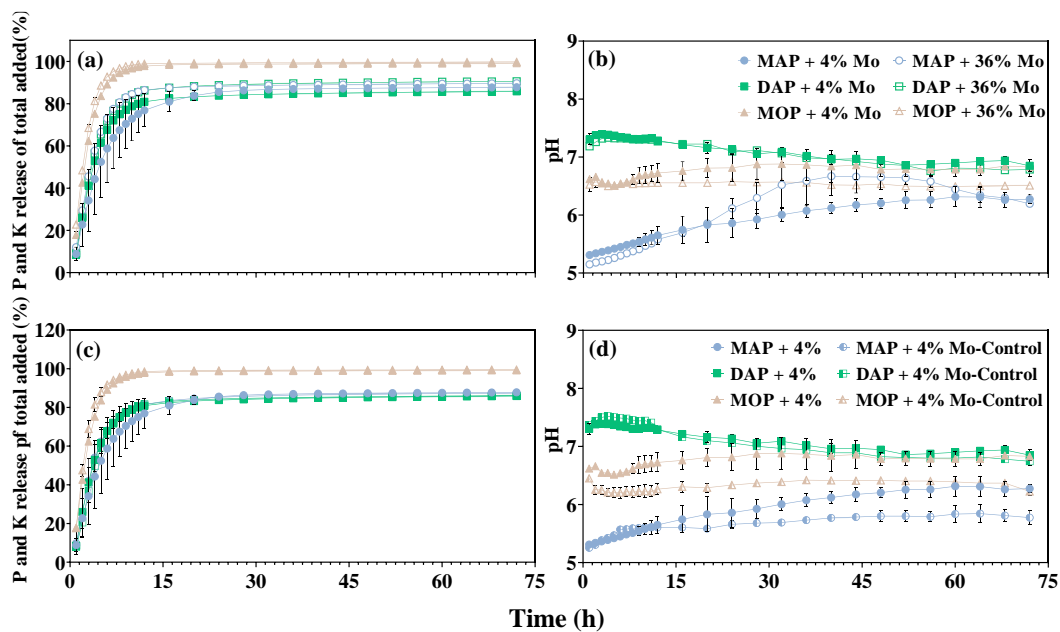 P and K release of total added(%)
(a)
100
80
60
40
20
0
pH
9
8
7
6
5
(b)
MAP + 4% Mo
MAP + 36% Mo
DAP + 4% Mo
DAP + 36% Mo
MOP + 4% Mo
MOP + 36% Mo
P and K release pf total added (%)
(c)
120
100
80
60
40
20
0
0 15 30 45 60 75
pH
9
8
7
6
5
(d)
MAP + 4%
MAP + 4% Mo-Control
DAP + 4%
DAP + 4% Mo-Control
MOP + 4%
MOP + 4% Mo-Control
0 15 30 45 60 75
Time (h)